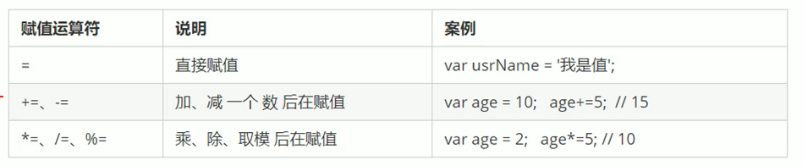 赋值运算符 说明 案例
= 直接赋值 var usrName = '我是值';
+=、-= 加、减 一个 数 后在赋值 var age = 10; age+=5; // 15
*=、/=、%= 乘、除、取模 后在赋值 var age = 2; age*=5; // 10